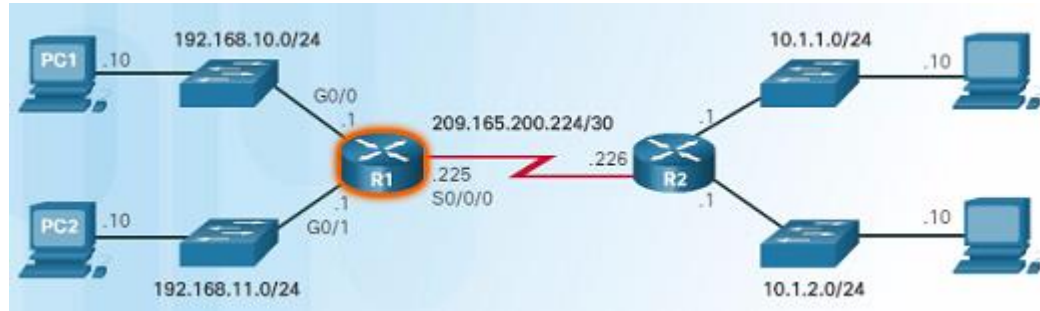 192.168.10.0/24
10.1.1.0/24
PC1
.10
.10
G0/0
.1
209.165.200.224/30
.1
R1
.225
S0/0/0
.226
R2
.1
G0/1
.1
PC2
.10
.10
192.168.11.0/24
10.1.2.0/24